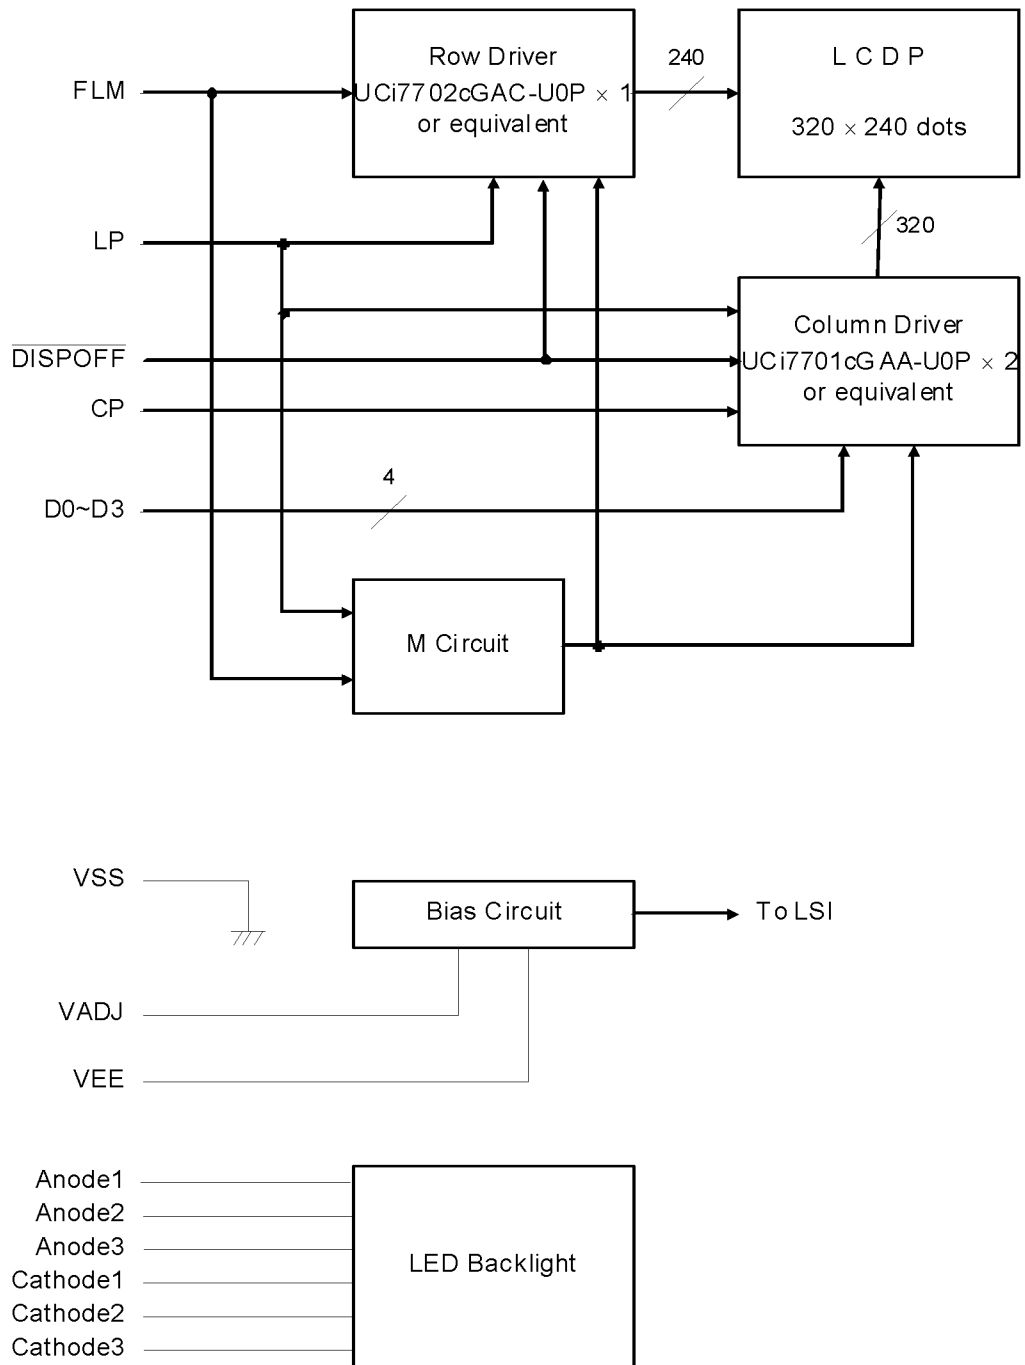 Row Driver
UCi7702cGAC-U0P × 1
or equivalent
240
L C D P
320 × 240 dots
FLM
LP
320
Column Driver
UCi7701cGAA-U0P × 2
or equivalent
DISPOFF
CP
4
D0~D3
M Circuit
VSS
Bias Circuit
To LSI
VADJ
VEE
Anode1
Anode2
Anode3
Cathode1
Cathode2
Cathode3
LED Backlight